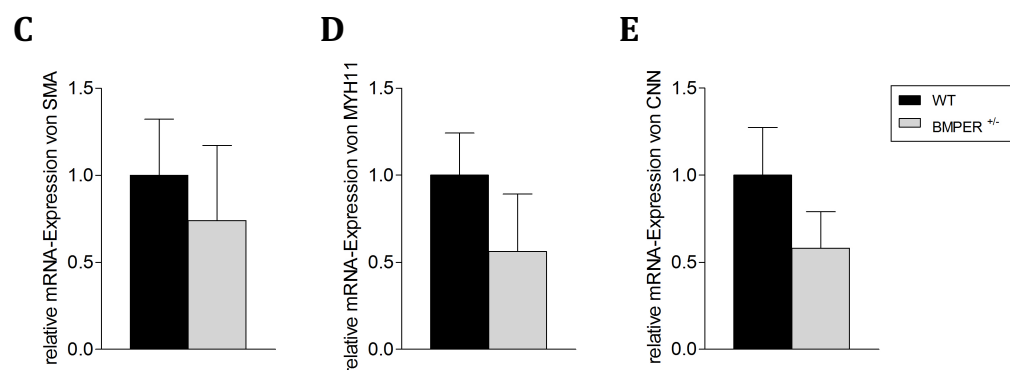 C
relative mRNA-Expression von SMA
1.5
1.0
0.5
0.0
D
relative mRNA-Expression von MYH11
1.5
1.0
0.5
0.0
E
relative mRNA-Expression von CNN
1.5
1.0
0.5
0.0
WT
BMPER +/-